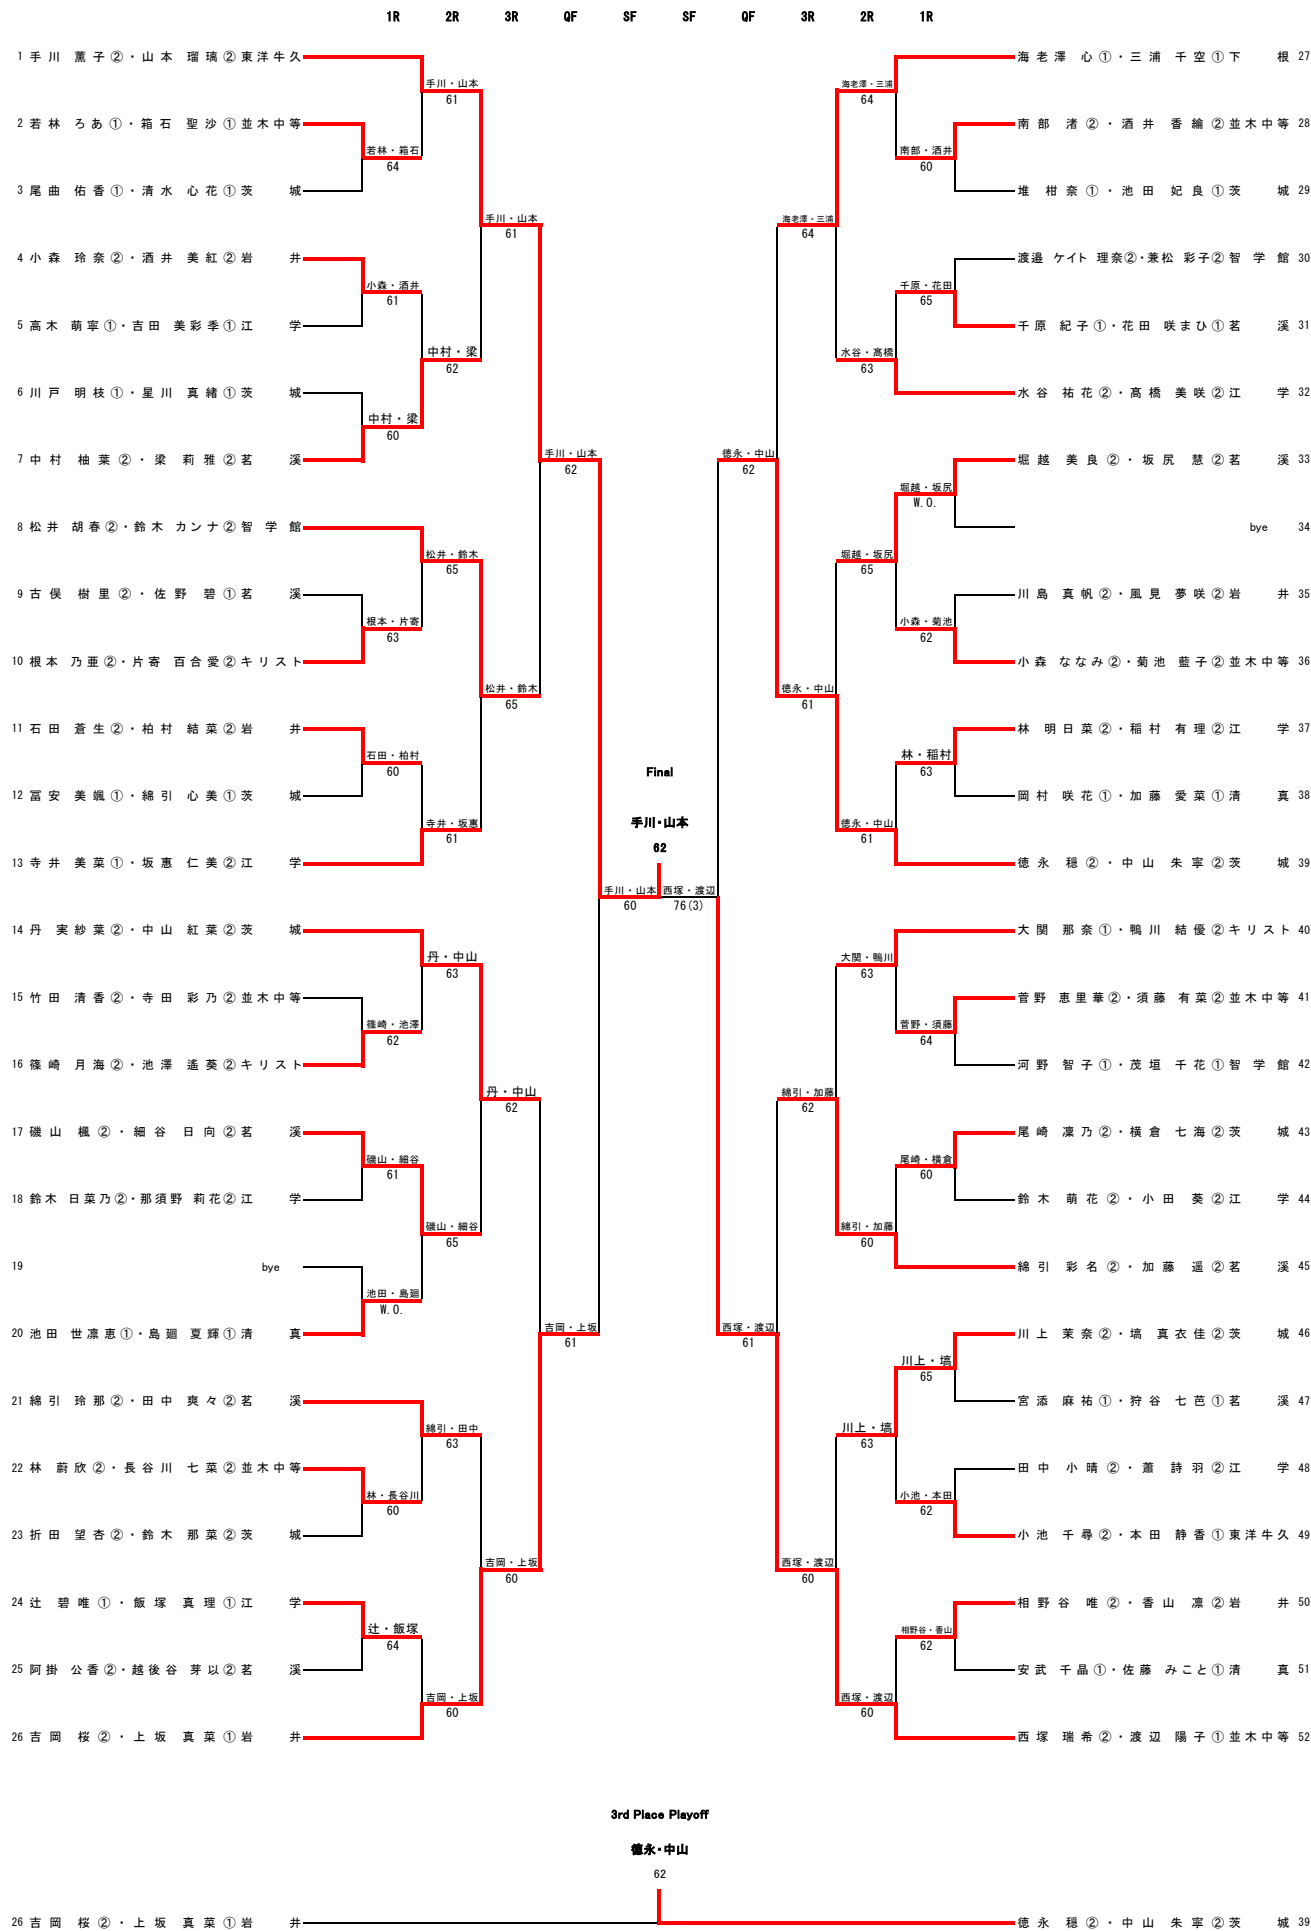 1R 2R 3R QF SF SF QF 3R 2R 1R
1 手川 薫子②・山本 瑠璃②東洋牛久
海老澤 心①・三浦 千空①下 根 27
手川・山本
61
海老澤・三浦
64
2 若林 ろあ①・箱石 聖沙①並木中等
南部 渚②・酒井 香綸②並木中等 28
若林・箱石
64
南部・酒井
60
3 尾曲 佑香①・清水 心花①茨 城
堆 柑奈①・池田 妃良①茨 城 29
手川・山本
61
海老澤・三浦
64
4 小森 玲奈②・酒井 美紅②岩 井
渡邉 ケイト 理奈②・兼松 彩子②智 学 館 30
小森・酒井
61
千原・花田
65
5 高木 萌寧①・吉田 美彩季①江 学
千原 紀子①・花田 咲まひ①茗 溪 31
中村・梁
62
水谷・髙橋
63
6 川戸 明枝①・星川 真緒①茨 城
水谷 祐花②・髙橋 美咲②江 学 32
中村・梁
60
7 中村 柚葉②・梁 莉雅②茗 溪
堀越 美良②・坂尻 慧②茗 溪 33
手川・山本
62
徳永・中山
62
堀越・坂尻
W.O.
8 松井 胡春②・鈴木 カンナ②智 学 館
bye 34
松井・鈴木
65
堀越・坂尻
65
9 古俣 樹里②・佐野 碧①茗 溪
川島 真帆②・風見 夢咲②岩 井 35
根本・片寄
63
小森・菊池
62
10 根本 乃亜②・片寄 百合愛②キリスト
小森 ななみ②・菊池 藍子②並木中等 36
松井・鈴木
65
徳永・中山
61
11 石田 蒼生②・柏村 結菜②岩 井
林 明日菜②・稲村 有理②江 学 37
石田・柏村
60
林・稲村
63
Final
12 冨安 美颯①・綿引 心美①茨 城
岡村 咲花①・加藤 愛菜①清 真 38
寺井・坂恵
61
手川・山本
62
徳永・中山
61
13 寺井 美菜①・坂恵 仁美②江 学
徳永 穏②・中山 朱寧②茨 城 39
手川・山本
60
西塚・渡辺
76(3)
14 丹 実紗葉②・中山 紅葉②茨 城
大関 那奈①・鴨川 結優②キリスト 40
丹・中山
63
大関・鴨川
63
15 竹田 清香②・寺田 彩乃②並木中等
菅野 恵里華②・須藤 有菜②並木中等 41
篠崎・池澤
62
菅野・須藤
64
16 篠崎 月海②・池澤 遙葵②キリスト
河野 智子①・茂垣 千花①智 学 館 42
丹・中山
62
綿引・加藤
62
17 磯山 楓②・細谷 日向②茗 溪
尾崎 凜乃②・横倉 七海②茨 城 43
磯山・細谷
61
尾崎・横倉
60
18 鈴木 日菜乃②・那須野 莉花②江 学
鈴木 萌花②・小田 葵②江 学 44
磯山・細谷
65
綿引・加藤
60
19 bye
綿引 彩名②・加藤 遥②茗 溪 45
池田・島廻
W.O.
20 池田 世凛恵①・島廻 夏輝①清 真
川上 茉奈②・塙 真衣佳②茨 城 46
吉岡・上坂
61
西塚・渡辺
61
川上・塙
65
21 綿引 玲那②・田中 爽々②茗 溪
宮添 麻祐①・狩谷 七芭①茗 溪 47
綿引・田中
63
川上・塙
63
22 林 蔚欣②・長谷川 七菜②並木中等
田中 小晴②・蕭 詩羽②江 学 48
林・長谷川
60
小池・本田
62
23 折田 望杏②・鈴木 那菜②茨 城
小池 千尋②・本田 静香①東洋牛久 49
吉岡・上坂
60
西塚・渡辺
60
24 辻 碧唯①・飯塚 真理①江 学
相野谷 唯②・香山 凛②岩 井 50
辻・飯塚
64
相野谷・香山
62
25 阿掛 公香②・越後谷 芽以②茗 溪
安武 千晶①・佐藤 みこと①清 真 51
吉岡・上坂
60
西塚・渡辺
60
26 吉岡 桜②・上坂 真菜①岩 井
西塚 瑞希②・渡辺 陽子①並木中等 52
3rd Place Playoff
徳永・中山
62
26 吉岡 桜②・上坂 真菜①岩 井
徳永 穏②・中山 朱寧②茨 城 39